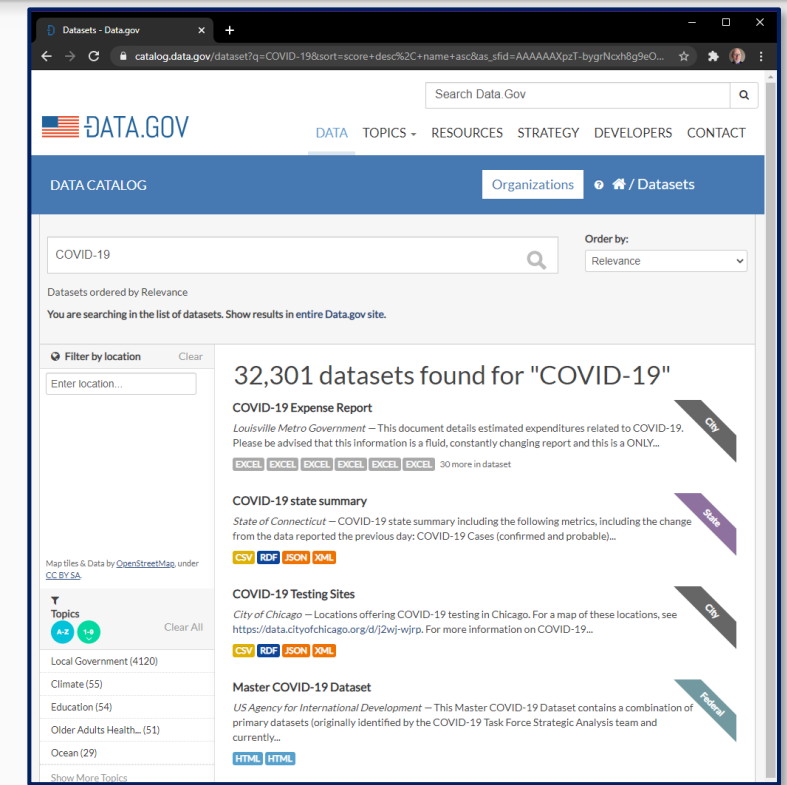 Datasets - Data.gov
catalog.data.gov/dataset?q=COVID-19&sort=score+desc%2C+name+asc&as_sfid=AAAAAAXpzT-bygrNcxh8g9eO...
Search Data.Gov
DATA.GOV
DATA TOPICS RESOURCES STRATEGY DEVELOPERS CONTACT
DATA CATALOG
Organizations
/ Datasets
COVID-19
Order by:
Relevance
Datasets ordered by Relevance
You are searching in the list of datasets. Show results in entire Data.gov site.
Filter by location Clear
Enter location...
Map tiles & Data by OpenStreetMap, under
CC BY SA.
Topics
A-Z 1-9
Clear All
Local Government (4120)
Climate (55)
Education (54)
Older Adults Health... (51)
Ocean (29)
Show More Topics
32,301 datasets found for "COVID-19"
COVID-19 Expense Report
City
Louisville Metro Government — This document details estimated expenditures related to COVID-19.
Please be advised that this information is a fluid, constantly changing report and this is a ONLY...
EXCEL EXCEL EXCEL EXCEL EXCEL EXCEL 30 more in dataset
COVID-19 state summary
State
State of Connecticut — COVID-19 state summary including the following metrics, including the change
from the data reported the previous day: COVID-19 Cases (confirmed and probable)...
CSV RDF JSON XML
COVID-19 Testing Sites
City
City of Chicago — Locations offering COVID-19 testing in Chicago. For a map of these locations, see
https://data.cityofchicago.org/d/j2wj-wjrp. For more information on COVID-19...
CSV RDF JSON XML
Master COVID-19 Dataset
Federal
US Agency for International Development — This Master COVID-19 Dataset contains a combination of
primary datasets (originally identified by the COVID-19 Task Force Strategic Analysis team and
currently...
HTML HTML